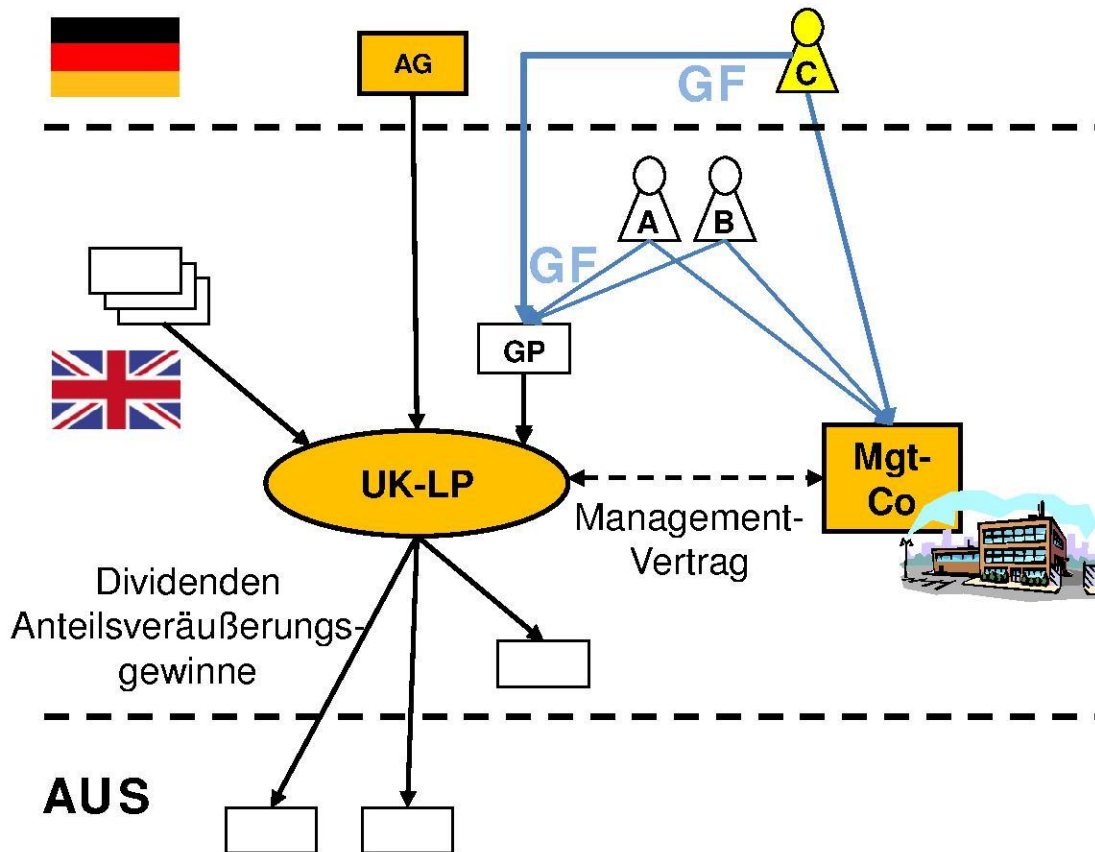 AG
C
GF
A
B
GF
GP
UK-LP
Mgt-
Co
Management-
Vertrag
Dividenden
Anteilsveräußerungs-
gewinne
AUS